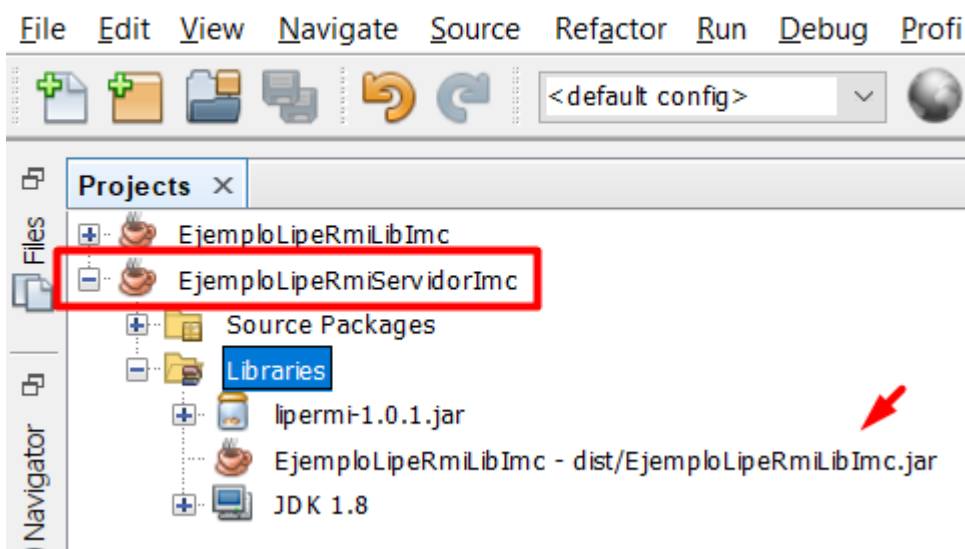 File Edit View Navigate Source Refactor Run Debug Profi
<default config>
Projects
Files
EjemploLipeRmiLibImc
EjemploLipeRmiServidorImc
Source Packages
Libraries
lipermi-1.0.1.jar
EjemploLipeRmiLibImc - dist/EjemploLipeRmiLibImc.jar
JDK 1.8
Navigator